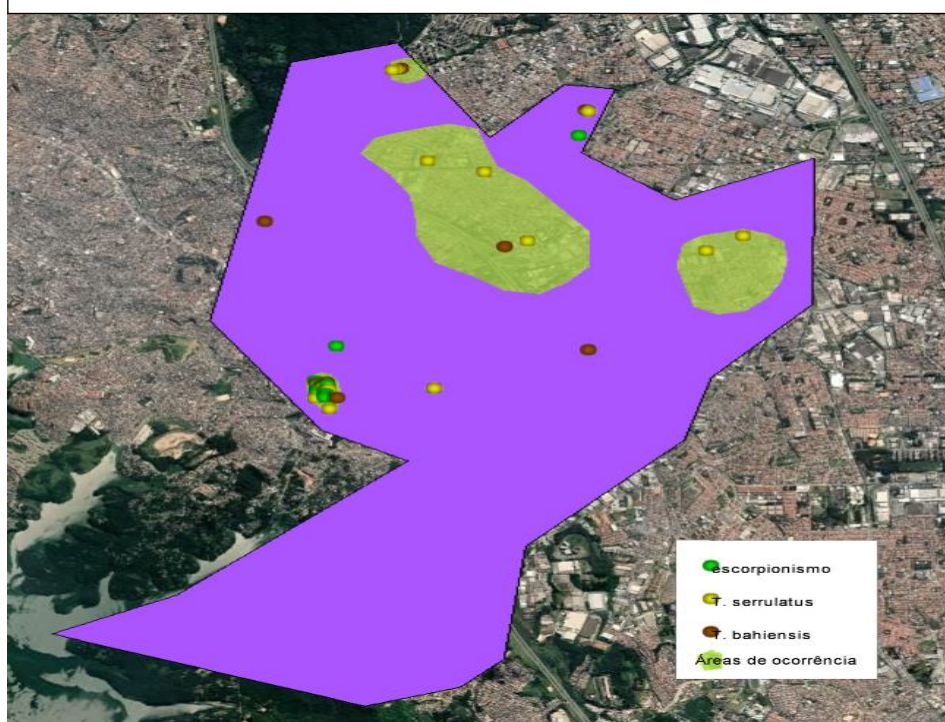 escorpionismo
T. serrulatus
T. bahiensis
Áreas de ocorrência